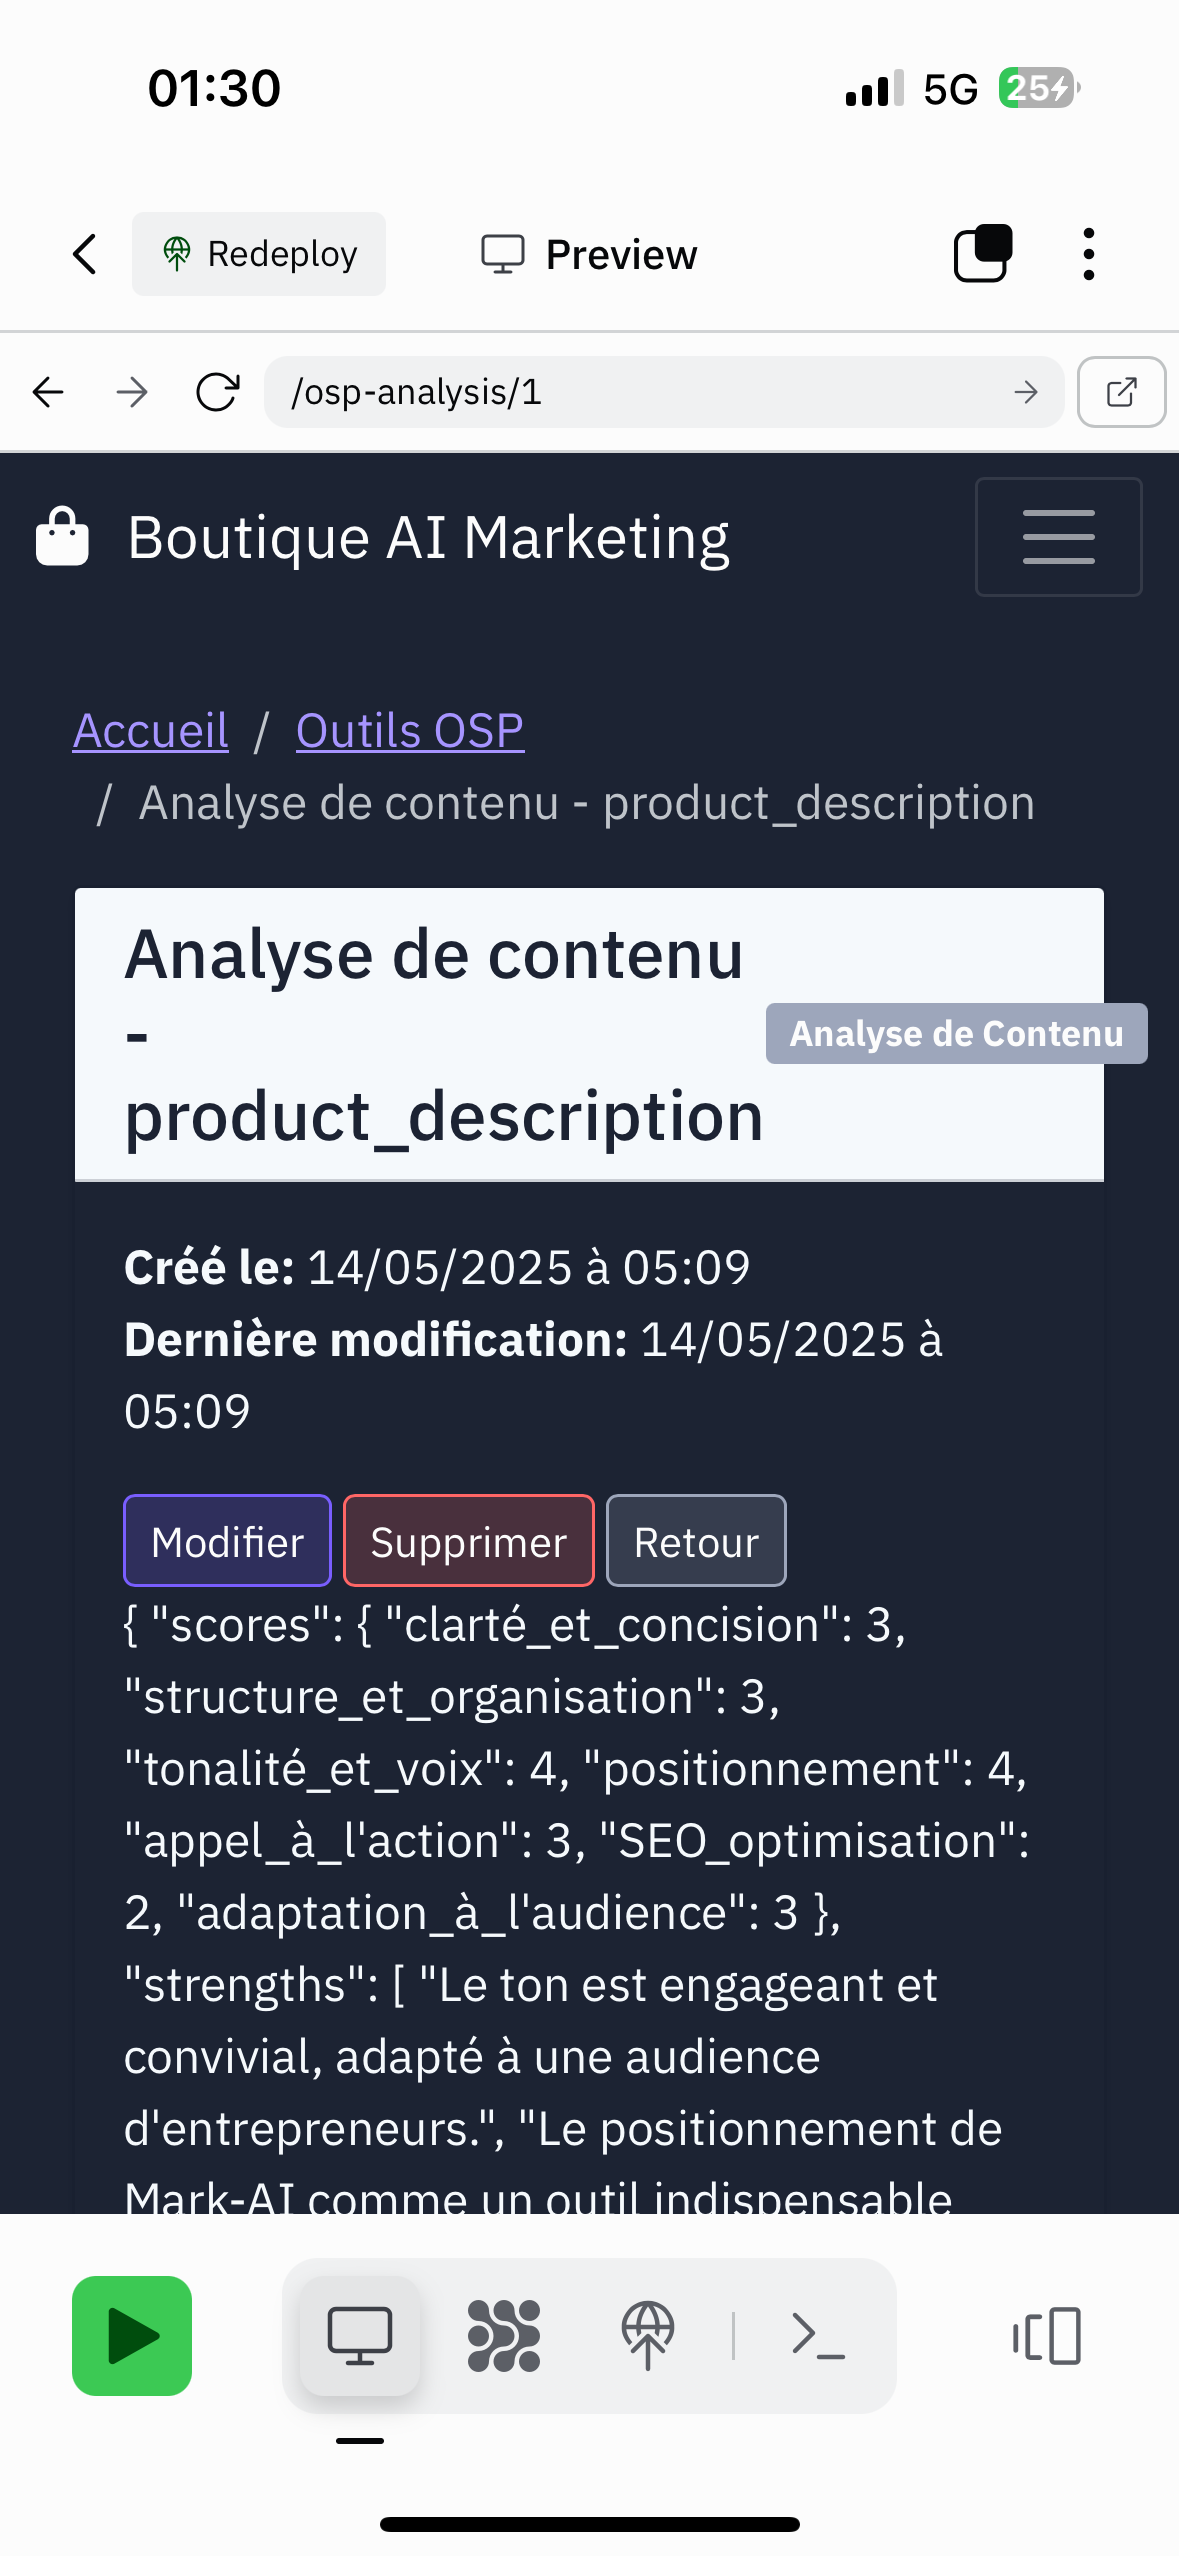 01:30
5G
25
Redeploy
Preview
/osp-analysis/1
Boutique AI Marketing
Accueil / Outils OSP
/ Analyse de contenu - product_description
Analyse de contenu
-
product_description
Analyse de Contenu
Créé le: 14/05/2025 à 05:09
Dernière modification: 14/05/2025 à
05:09
Modifier
Supprimer
Retour
{ "scores": { "clarté_et_concision": 3,
"structure_et_organisation": 3,
"tonalité_et_voix": 4, "positionnement": 4,
"appel_à_l'action": 3, "SEO_optimisation":
2, "adaptation_à_l'audience": 3 },
"strengths": [ "Le ton est engageant et
convivial, adapté à une audience
d'entrepreneurs.", "Le positionnement de
Mark-AI comme un outil indispensable